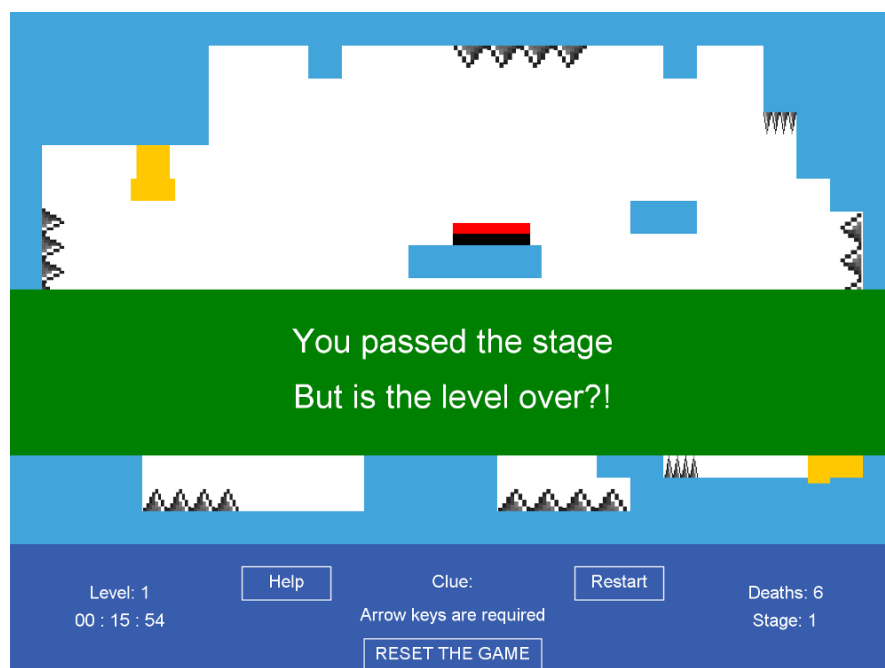 You passed the stage
But is the level over?!
Level: 1
00 : 15 : 54
Help
Clue:
Arrow keys are required
RESET THE GAME
Restart
Deaths: 6
Stage: 1